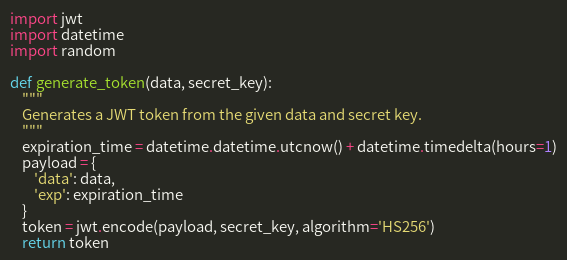 import jwt
import datetime
import random

def generate_token(data, secret_key):
    """
    Generates a JWT token from the given data and secret key.
    """
    expiration_time = datetime.datetime.utcnow() + datetime.timedelta(hours=1)
    payload = {
        'data': data,
        'exp': expiration_time
    }
    token = jwt.encode(payload, secret_key, algorithm='HS256')
    return token